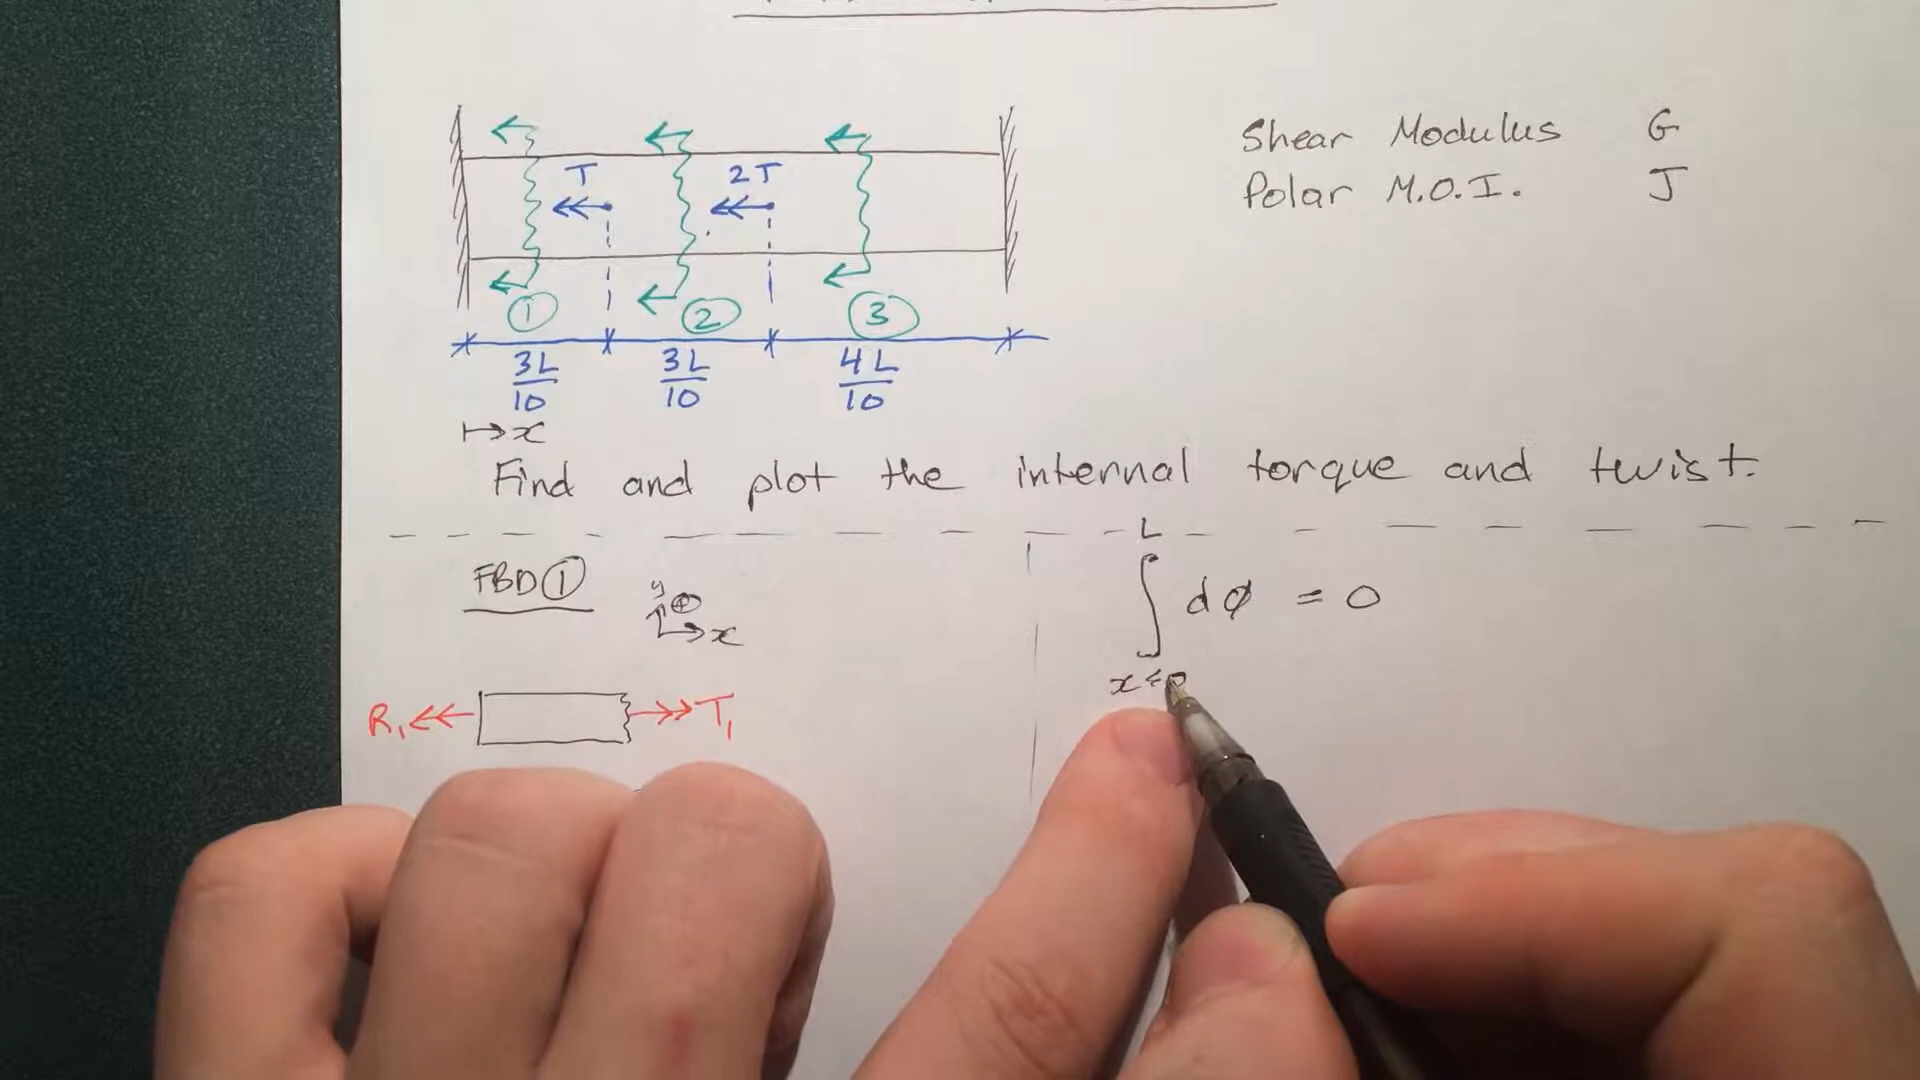 Shear Modulus G
Polar M.O.I. J
T
2T
1 2 3
3L/10 3L/10 4L/10
x
Find and plot the internal torque and twist.
FBD 1
y + x
R₁ T₁
L
∫ dφ = 0
x=0